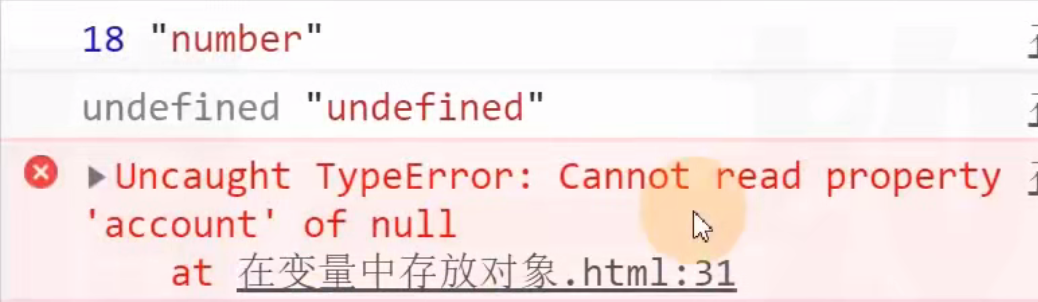 18 "number"
undefined "undefined"
Uncaught TypeError: Cannot read property
'account' of null
at 在变量中存放对象.html:31